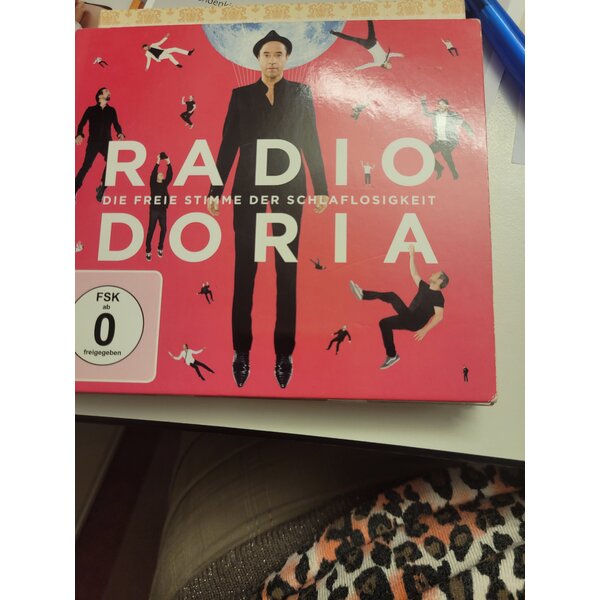 RADIO
DIE FREIE STIMME DER SCHLAFLOSIGKEIT
DORIA
FSK
ab
0
freigegeben